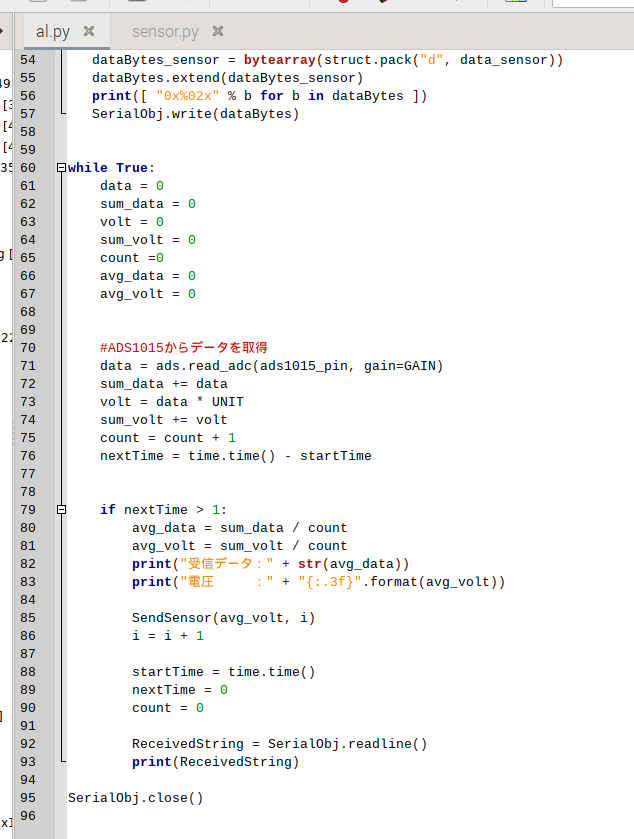 al.py
sensor.py
54 dataBytes_sensor = bytearray(struct.pack("d", data_sensor))
55 dataBytes.extend(dataBytes_sensor)
56 print([ "0x%02x" % b for b in dataBytes ])
57 SerialObj.write(dataBytes)
58
59
60 while True:
61 data = 0
62 sum_data = 0
63 volt = 0
64 sum_volt = 0
65 count =0
66 avg_data = 0
67 avg_volt = 0
68
69
70 #ADS1015からデータを取得
71 data = ads.read_adc(ads1015_pin, gain=GAIN)
72 sum_data += data
73 volt = data * UNIT
74 sum_volt += volt
75 count = count + 1
76 nextTime = time.time() - startTime
77
78
79 if nextTime > 1:
80 avg_data = sum_data / count
81 avg_volt = sum_volt / count
82 print("受信データ：" + str(avg_data))
83 print("電圧　　　：" + "{:.3f}".format(avg_volt))
84
85 SendSensor(avg_volt, i)
86 i = i + 1
87
88 startTime = time.time()
89 nextTime = 0
90 count = 0
91
92 ReceivedString = SerialObj.readline()
93 print(ReceivedString)
94
95 SerialObj.close()
96